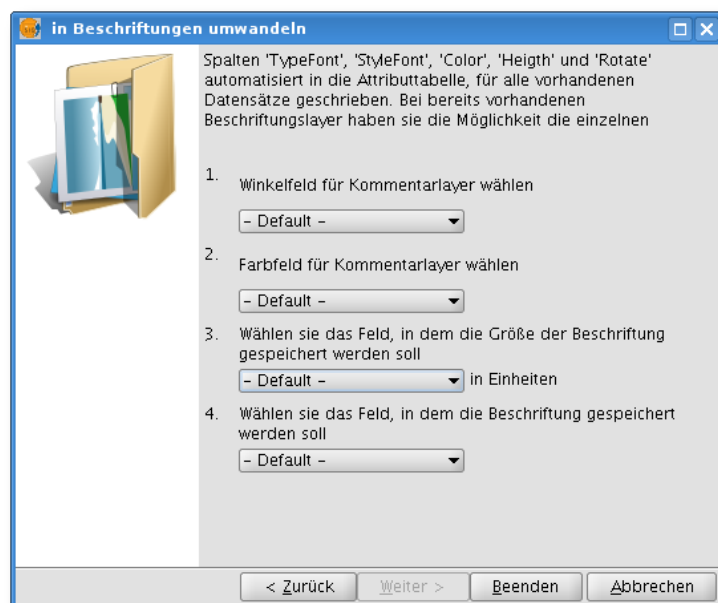 in Beschriftungen umwandeln
Spalten 'TypeFont', 'StyleFont', 'Color', 'Heigth' und 'Rotate'
automatisiert in die Attributtabelle, für alle vorhandenen
Datensätze geschrieben. Bei bereits vorhandenen
Beschriftungslayer haben sie die Möglichkeit die einzelnen
1. Winkelfeld für Kommentarlayer wählen
- Default -
2. Farbfeld für Kommentarlayer wählen
- Default -
3. Wählen sie das Feld, in dem die Größe der Beschriftung
gespeichert werden soll
- Default - in Einheiten
4. Wählen sie das Feld, in dem die Beschriftung gespeichert
werden soll
- Default -
< Zurück Weiter > Beenden Abbrechen